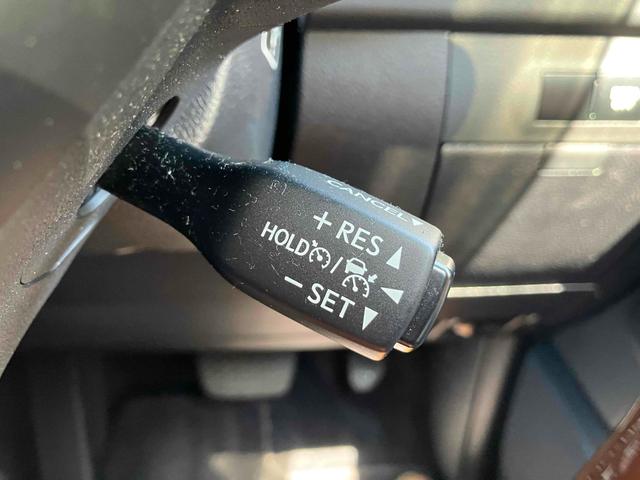 CANCEL
+ RES
HOLD /
- SET